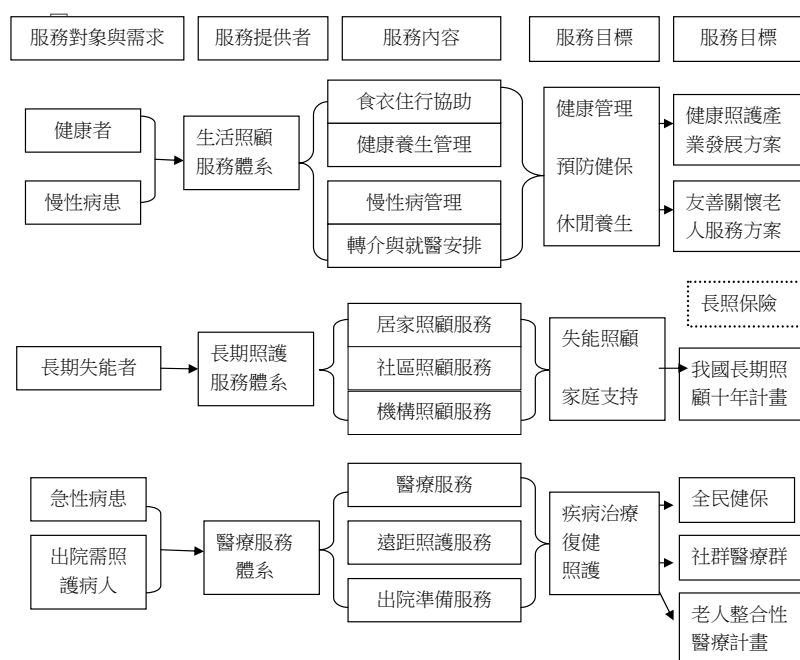 服務對象與需求
服務提供者
服務內容
服務目標
服務目標
健康者
慢性病患
生活照顧
服務體系
食衣住行協助
健康養生管理
慢性病管理
轉介與就醫安排
健康管理
預防健保
休閒養生
健康照護產
業發展方案
友善關懷老
人服務方案
長照保險
長期失能者
長期照護
服務體系
居家照顧服務
社區照顧服務
機構照顧服務
失能照顧
家庭支持
我國長期照
顧十年計畫
急性病患
出院需照
護病人
醫療服務
體系
醫療服務
遠距照護服務
出院準備服務
疾病治療
復健
照護
全民健保
社群醫療群
老人整合性
醫療計畫